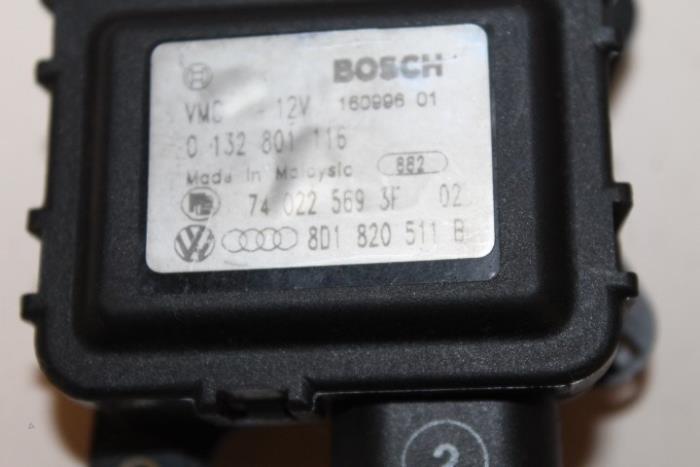 BOSCH
VMC - 12V 160996 01
0 132 801 116
Made in Malaysia 882
74 022 569 3F 02
8D1 820 511 B
2